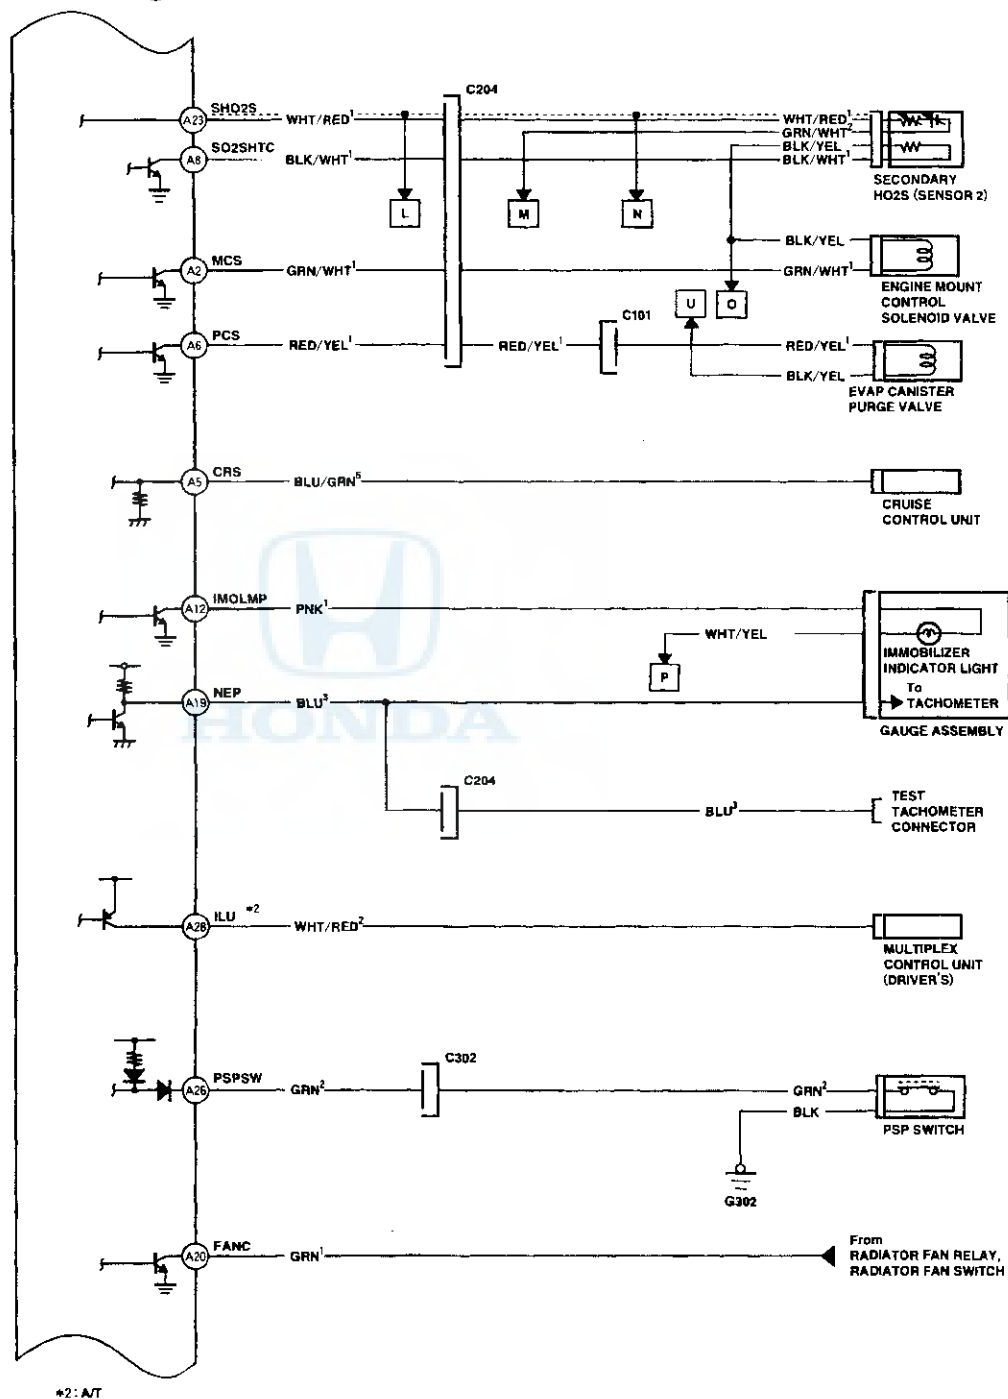 C204
A23 SHO2S WHT/RED¹ WHT/RED¹
GRN/WHT²
BLK/YEL
A8 SO2SHTC BLK/WHT¹ BLK/WHT¹
SECONDARY
HO2S (SENSOR 2)
L M N
BLK/YEL
A2 MCS GRN/WHT¹ GRN/WHT¹
ENGINE MOUNT
CONTROL
SOLENOID VALVE
U O
C101
A6 PCS RED/YEL¹ RED/YEL¹ RED/YEL¹
BLK/YEL
EVAP CANISTER
PURGE VALVE
A5 CRS BLU/GRN⁵
CRUISE
CONTROL UNIT
A12 IMOLMP PNK¹
WHT/YEL
P
IMMOBILIZER
INDICATOR LIGHT
To
TACHOMETER
GAUGE ASSEMBLY
A19 NEP BLU³
HONDA
C204
BLU³
TEST
TACHOMETER
CONNECTOR
A28 ILU *2 WHT/RED²
MULTIPLEX
CONTROL UNIT
(DRIVER'S)
C302
A26 PSPSW GRN² GRN²
BLK
PSP SWITCH
G302
A20 FANC GRN¹
From
RADIATOR FAN RELAY,
RADIATOR FAN SWITCH
*2: A/T